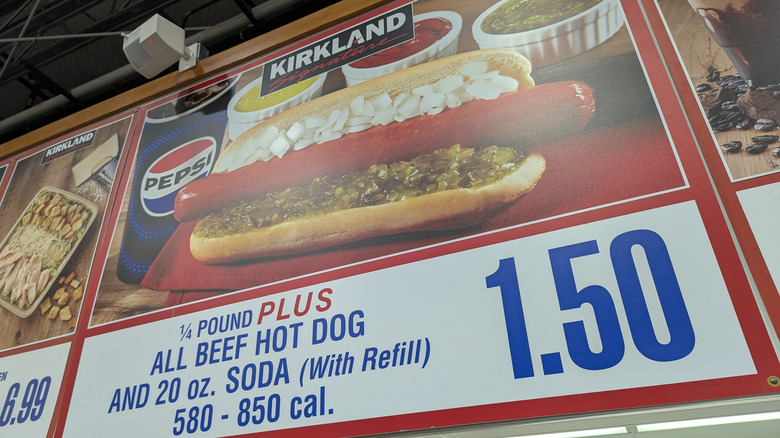 KIRKLAND
Signature
KIRKLAND
PEPSI
¼ POUND PLUS
ALL BEEF HOT DOG
AND 20 oz. SODA (With Refill)
580 - 850 cal.
1.50
6.99